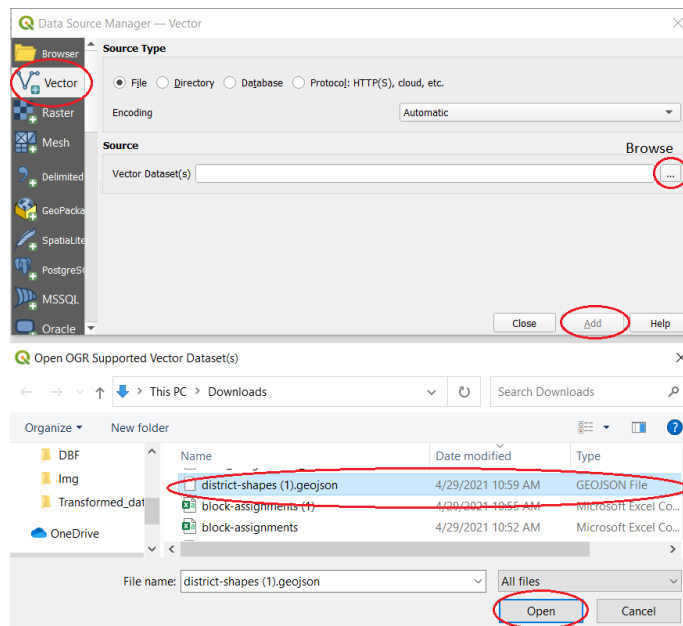 Data Source Manager — Vector
Browser
Source Type
Vector
File Directory Database Protocol: HTTP(S), cloud, etc.
Raster
Encoding Automatic
Mesh
Source
Browse
Delimited
Vector Dataset(s) ...
GeoPacka
SpatiaLite
PostgreS
MSSQL
Close Add Help
Oracle
Open OGR Supported Vector Dataset(s)
This PC > Downloads
Search Downloads
Organize New folder
DBF
Name Date modified Type
Img
district-shapes (1).geojson 4/29/2021 10:59 AM GEOJSON File
Transformed_dat
block-assignments (1) 4/29/2021 10:55 AM Microsoft Excel Co...
OneDrive
block-assignments 4/29/2021 10:52 AM Microsoft Excel Co...
File name: district-shapes (1).geojson All files
Open Cancel